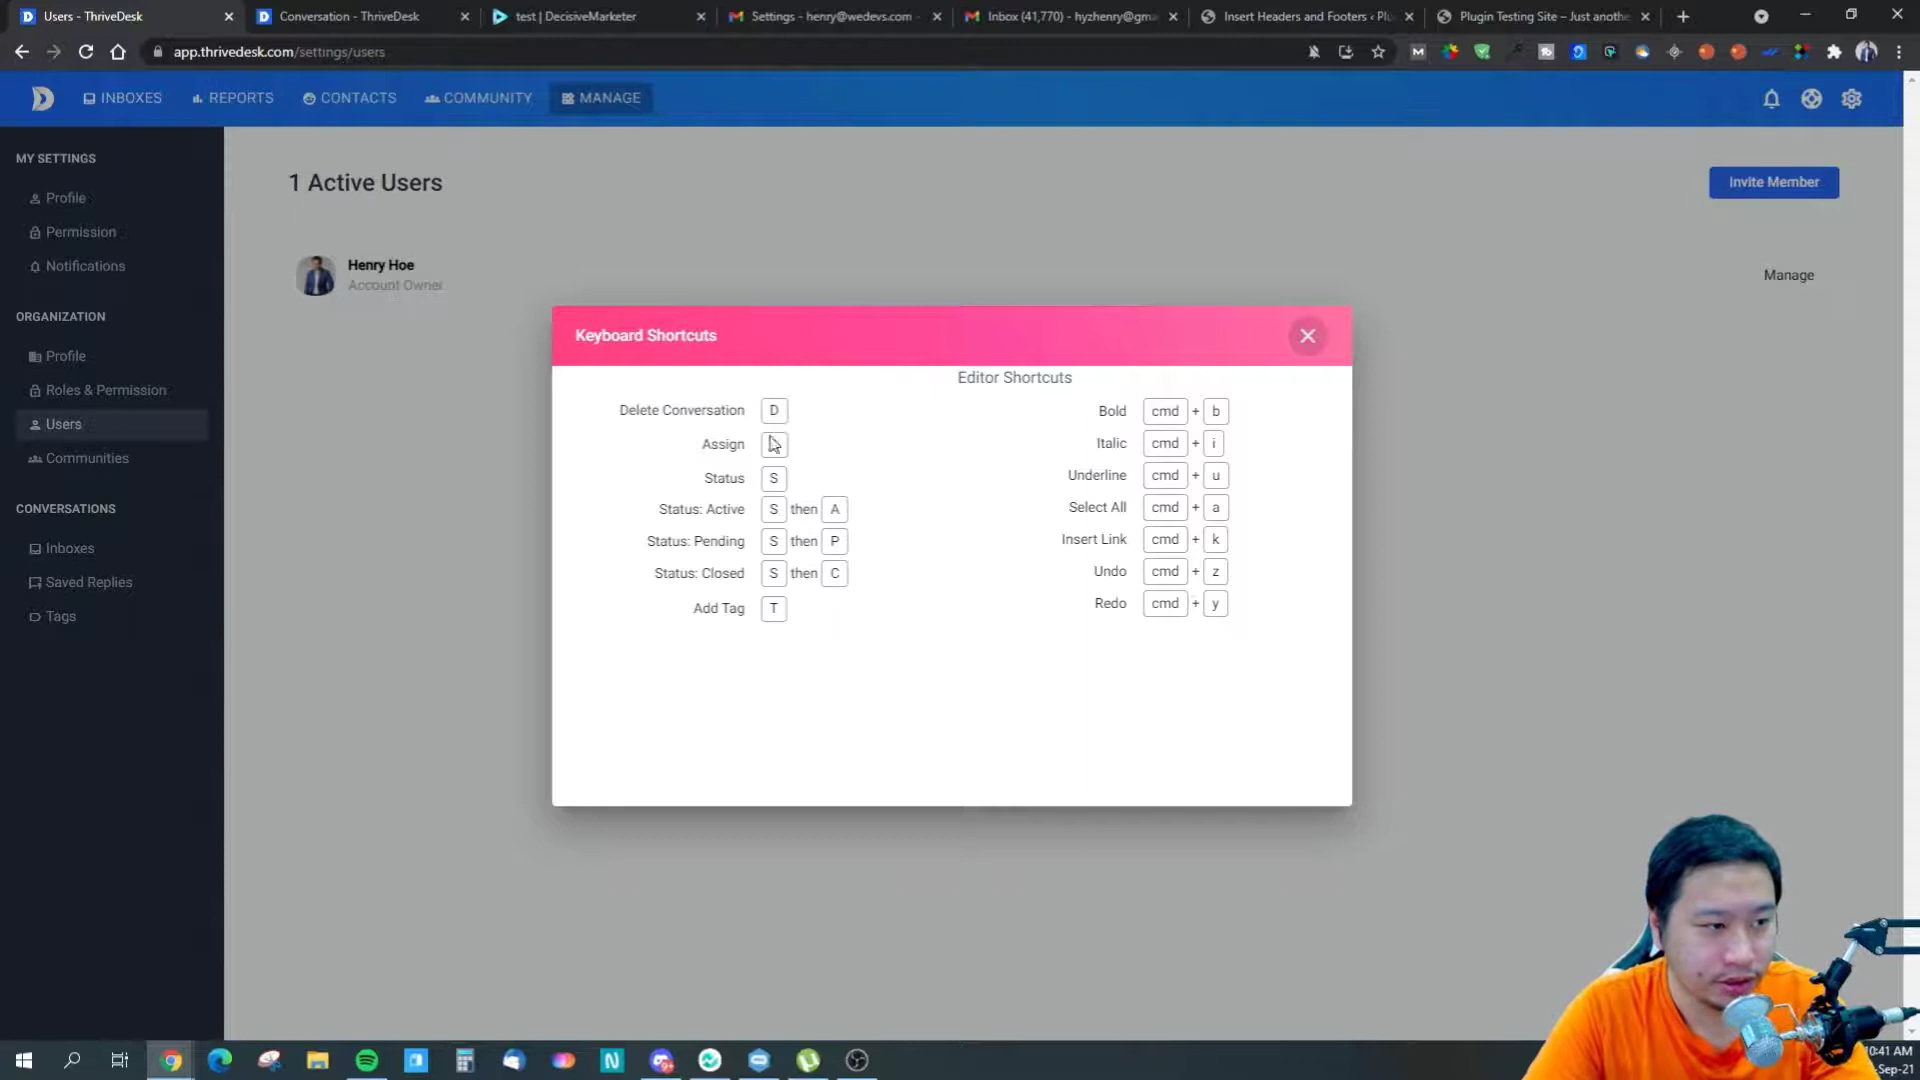 Users - ThriveDesk
Conversation - ThriveDesk
test | DecisiveMarketer
Settings - henry@wedevs.com -
Inbox (41,770) - hyzhenry@gm
Insert Headers and Footers ‹ Plu
Plugin Testing Site – Just anothe
app.thrivedesk.com/settings/users
INBOXES
REPORTS
CONTACTS
COMMUNITY
MANAGE
MY SETTINGS
Profile
Permission
Notifications
ORGANIZATION
Profile
Roles & Permission
Users
Communities
CONVERSATIONS
Inboxes
Saved Replies
Tags
1 Active Users
Invite Member
Henry Hoe
Account Owner
Manage
Keyboard Shortcuts
Delete Conversation D
Assign
Status S
Status: Active S then A
Status: Pending S then P
Status: Closed S then C
Add Tag T
Editor Shortcuts
Bold cmd + b
Italic cmd + i
Underline cmd + u
Select All cmd + a
Insert Link cmd + k
Undo cmd + z
Redo cmd + y
0:41 AM
-Sep-21